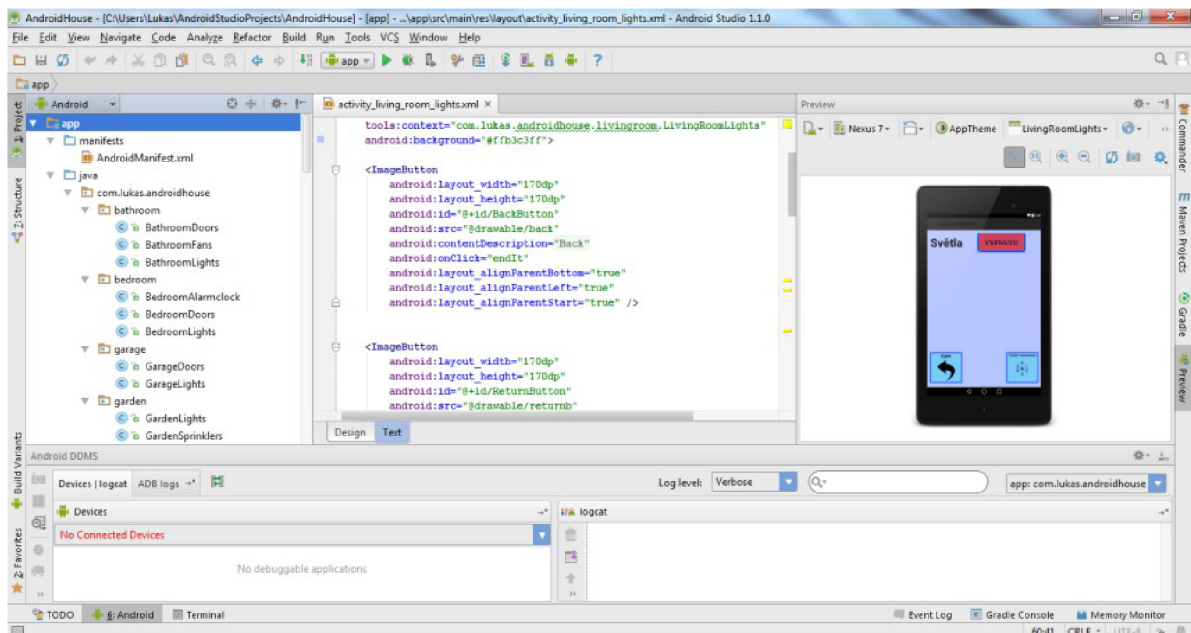 AndroidHouse - [C:\Users\Lukas\AndroidStudioProjects\AndroidHouse] - [app] - ...\app\src\main\res\layout\activity_living_room_lights.xml - Android Studio 1.1.0
File Edit View Navigate Code Analyze Refactor Build Run Tools VCS Window Help
app
app
Android
activity_living_room_lights.xml
Preview
1: Project
Z: Structure
Build Variants
2: Favorites
app
manifests
AndroidManifest.xml
java
com.lukas.androidhouse
bathroom
BathroomDoors
BathroomFans
BathroomLights
bedroom
BedroomAlarmclock
BedroomDoors
BedroomLights
garage
GarageDoors
GarageLights
garden
GardenLights
GardenSprinklers
tools:context="com.lukas.androidhouse.livingroom.LivingRoomLights"
android:background="#ffb3c3ff">
<ImageButton
android:layout_width="170dp"
android:layout_height="170dp"
android:id="@+id/BackButton"
android:src="@drawable/back"
android:contentDescription="Back"
android:onClick="endIt"
android:layout_alignParentBottom="true"
android:layout_alignParentLeft="true"
android:layout_alignParentStart="true" />
<ImageButton
android:layout_width="170dp"
android:layout_height="170dp"
android:id="@+id/ReturnButton"
android:src="@drawable/returnb"
Design Text
Nexus 7 AppTheme LivingRoomLights
Světla VYPNUTO
Commander
Maven Projects
Gradle
Preview
Android DDMS
Devices | logcat ADB logs
Log level: Verbose
app: com.lukas.androidhouse
Devices
logcat
No Connected Devices
No debuggable applications
TODO 6: Android Terminal
Event Log Gradle Console Memory Monitor
60:41 CRLF UTF-8